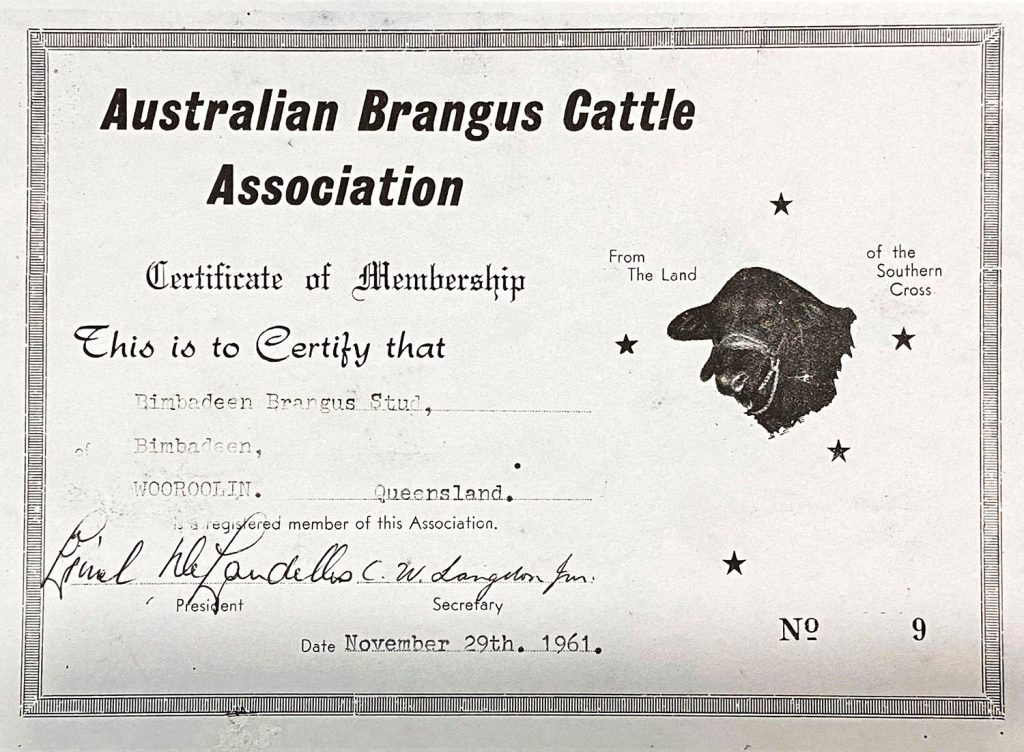 Australian Brangus Cattle
Association
Certificate of Membership
This is to Certify that
Bimbadeen Brangus Stud,
of Bimbadeen,
WOOROOLIN. Queensland.
is a registered member of this Association.
C. W. Langdon Jnr.
President Secretary
Date November 29th. 1961.
From
The Land
of the
Southern
Cross
Nº 9